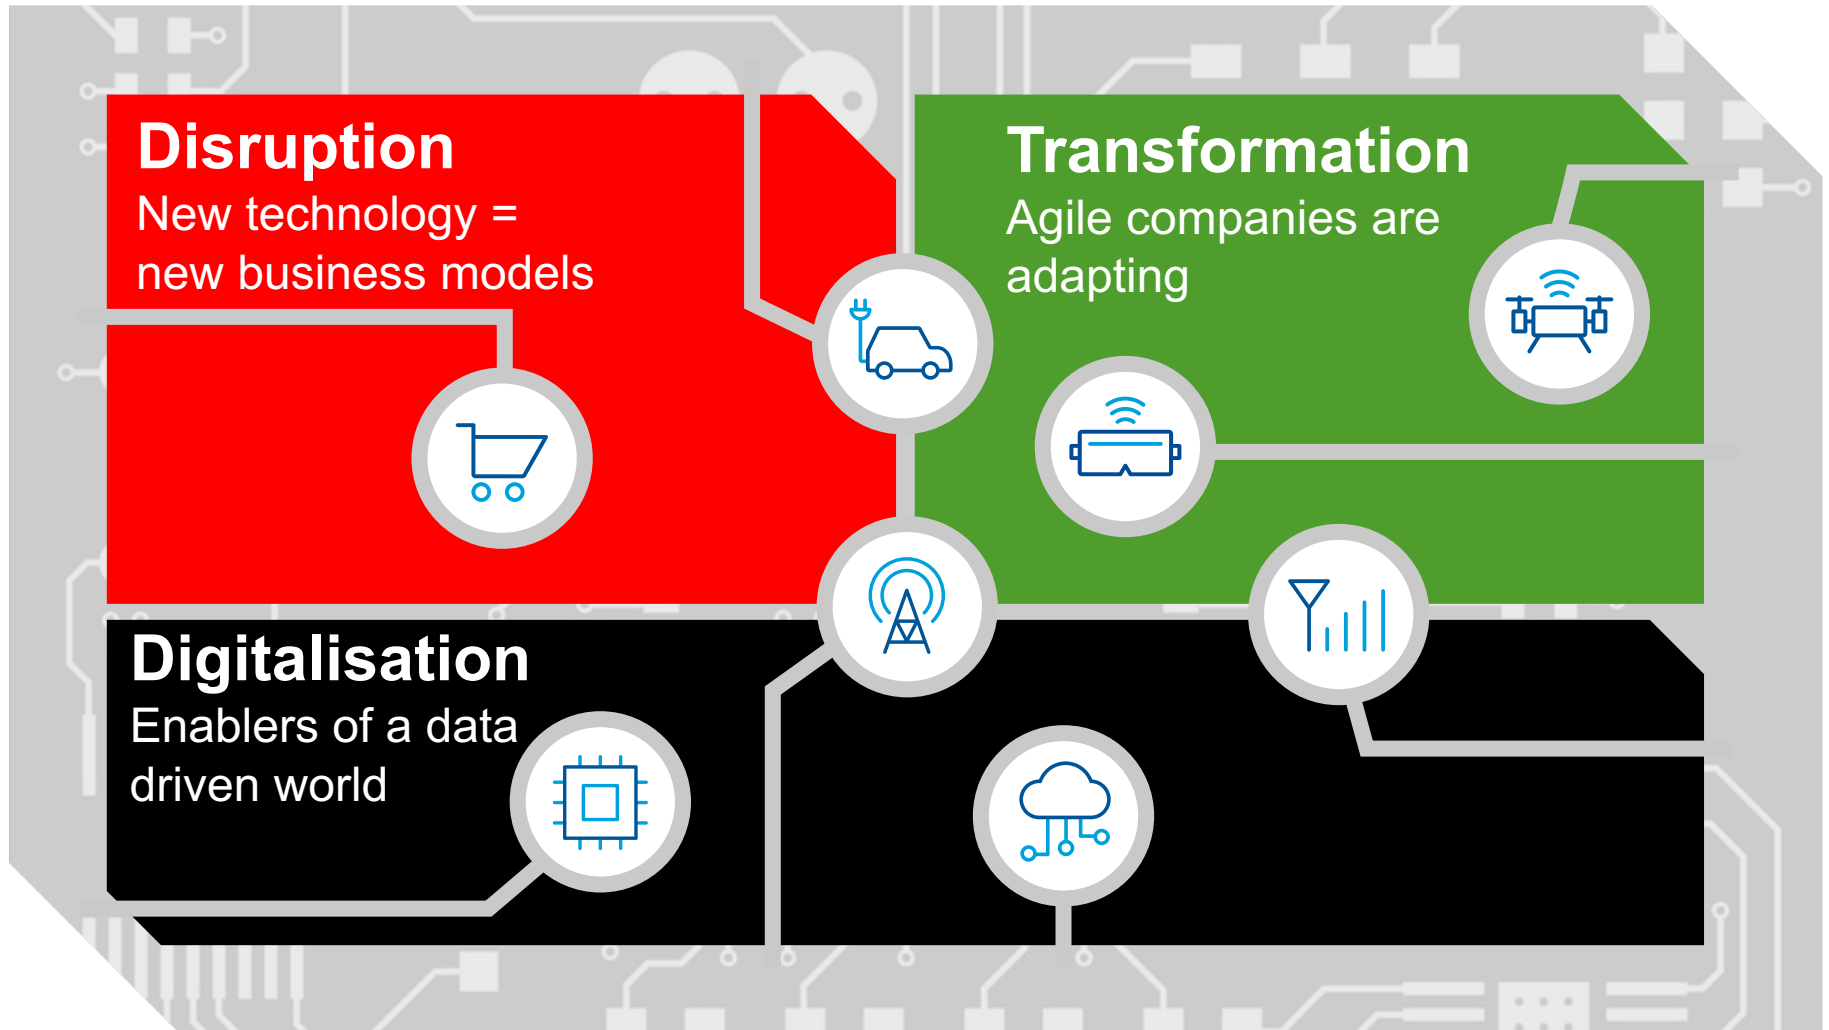 Disruption
New technology =
new business models
Transformation
Agile companies are
adapting
Digitalisation
Enablers of a data
driven world